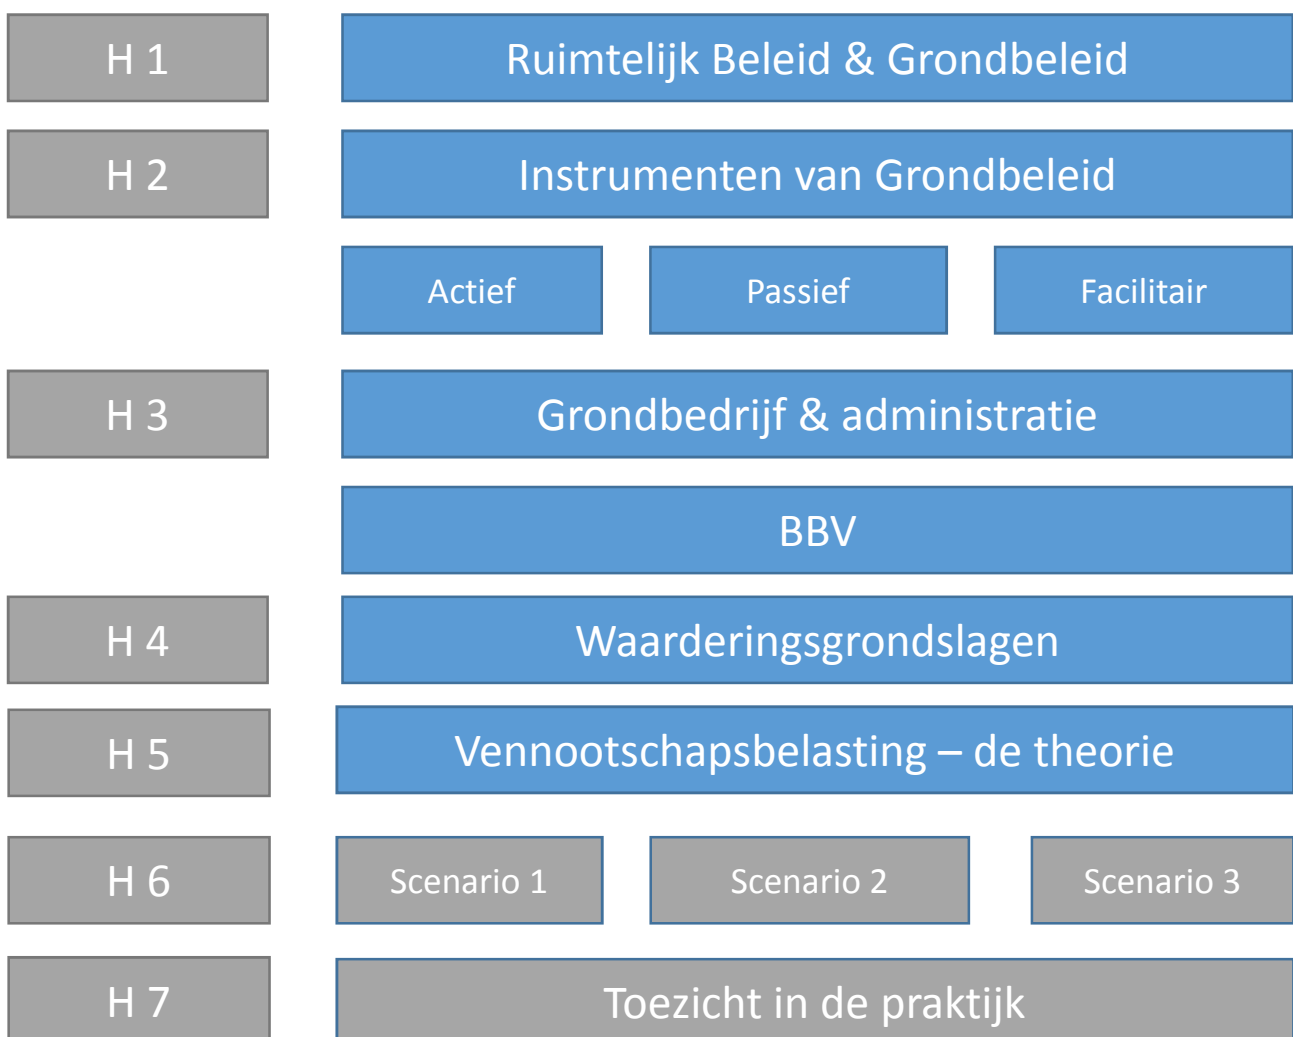 H 1
Ruimtelijk Beleid & Grondbeleid
H 2
Instrumenten van Grondbeleid
Actief
Passief
Facilitair
H 3
Grondbedrijf & administratie
BBV
H 4
Waarderingsgrondslagen
H 5
Vennootschapsbelasting – de theorie
H 6
Scenario 1
Scenario 2
Scenario 3
H 7
Toezicht in de praktijk